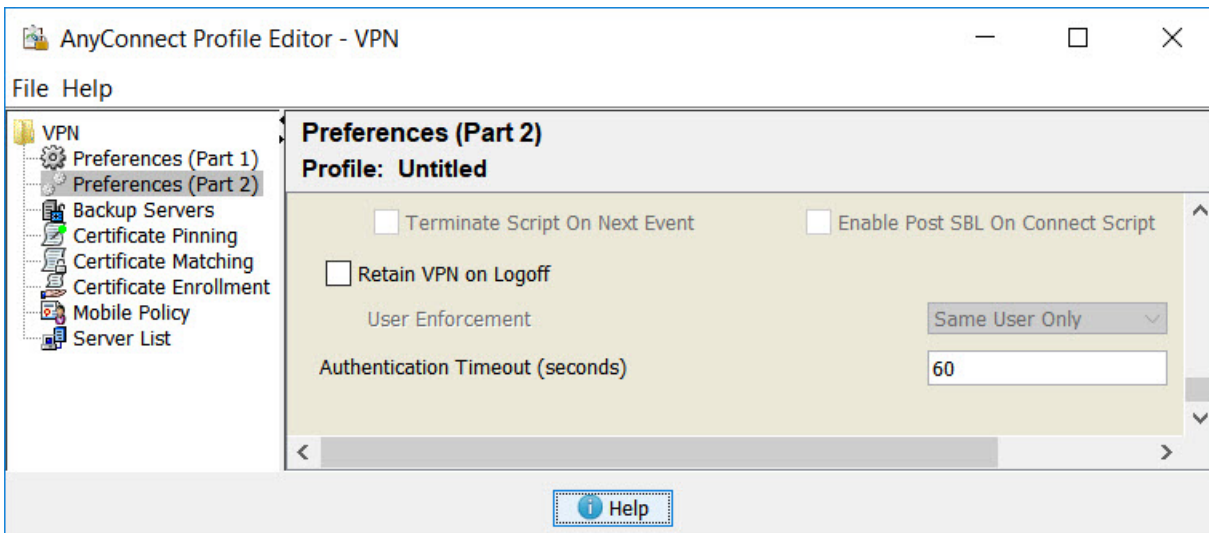 AnyConnect Profile Editor - VPN
File Help
VPN
Preferences (Part 1)
Preferences (Part 2)
Backup Servers
Certificate Pinning
Certificate Matching
Certificate Enrollment
Mobile Policy
Server List
Preferences (Part 2)
Profile: Untitled
Terminate Script On Next Event Enable Post SBL On Connect Script
Retain VPN on Logoff
User Enforcement Same User Only
Authentication Timeout (seconds) 60
Help